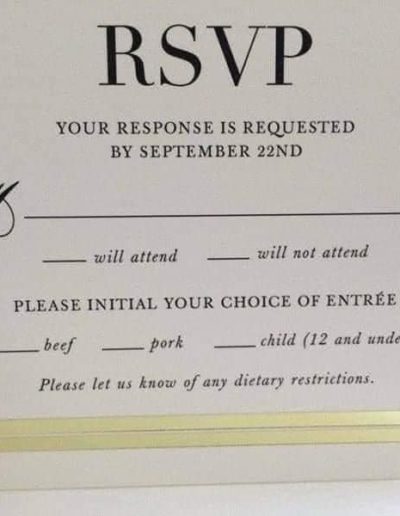 RSVP
YOUR RESPONSE IS REQUESTED
BY SEPTEMBER 22ND
will attend will not attend
PLEASE INITIAL YOUR CHOICE OF ENTRÉE
beef pork child (12 and unde
Please let us know of any dietary restrictions.